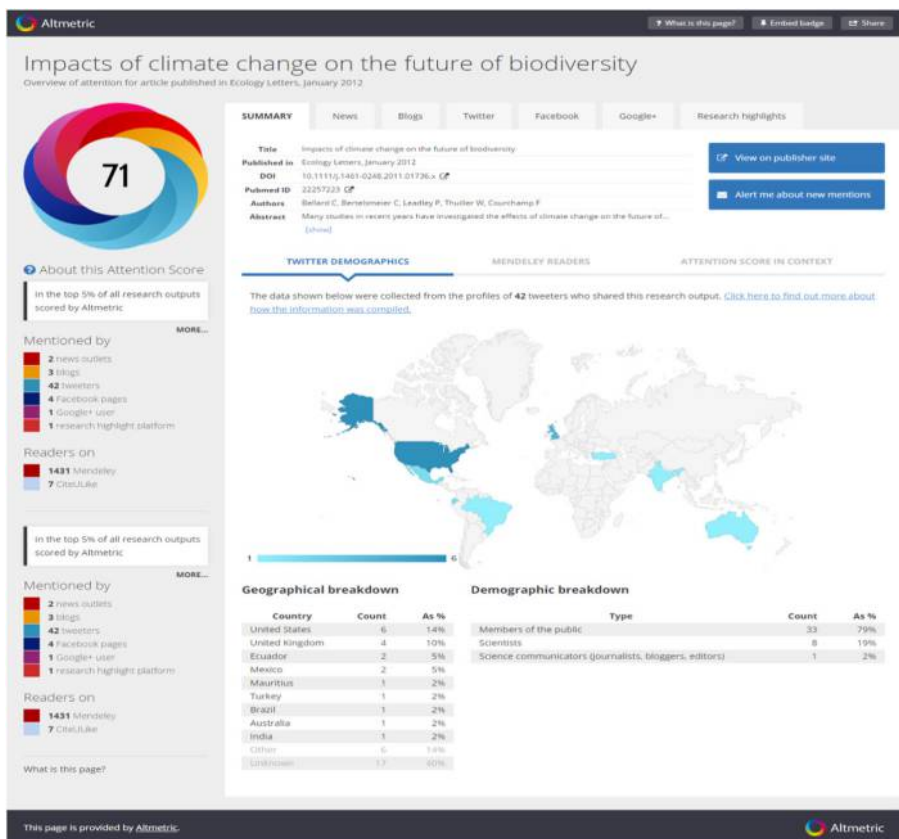 Altmetric
? What is this page?
Embed badge
Share
Impacts of climate change on the future of biodiversity
Overview of attention for article published in Ecology Letters, January 2012
71
? About this Attention Score
In the top 5% of all research outputs
scored by Altmetric
MORE...
Mentioned by
2 news outlets
3 blogs
42 tweeters
4 Facebook pages
1 Google+ user
1 research highlight platform
Readers on
1431 Mendeley
7 CiteULike
In the top 5% of all research outputs
scored by Altmetric
MORE...
Mentioned by
2 news outlets
3 blogs
42 tweeters
4 Facebook pages
1 Google+ user
1 research highlight platform
Readers on
1431 Mendeley
7 CiteULike
What is this page?
SUMMARY News Blogs Twitter Facebook Google+ Research highlights
Title Impacts of climate change on the future of biodiversity
Published in Ecology Letters, January 2012
DOI 10.1111/j.1461-0248.2011.01736.x
Pubmed ID 22257223
Authors Bellard C, Bertelsmeier C, Leadley P, Thuiller W, Courchamp F
Abstract Many studies in recent years have investigated the effects of climate change on the future of...
[show]
View on publisher site
Alert me about new mentions
TWITTER DEMOGRAPHICS MENDELEY READERS ATTENTION SCORE IN CONTEXT
The data shown below were collected from the profiles of 42 tweeters who shared this research output. Click here to find out more about
how the information was compiled.
1 6
Geographical breakdown
Country Count As %
United States 6 14%
United Kingdom 4 10%
Ecuador 2 5%
Mexico 2 5%
Mauritius 1 2%
Turkey 1 2%
Brazil 1 2%
Australia 1 2%
India 1 2%
Other 6 14%
Unknown 17 40%
Demographic breakdown
Type Count As %
Members of the public 33 79%
Scientists 8 19%
Science communicators (journalists, bloggers, editors) 1 2%
This page is provided by Altmetric.
Altmetric